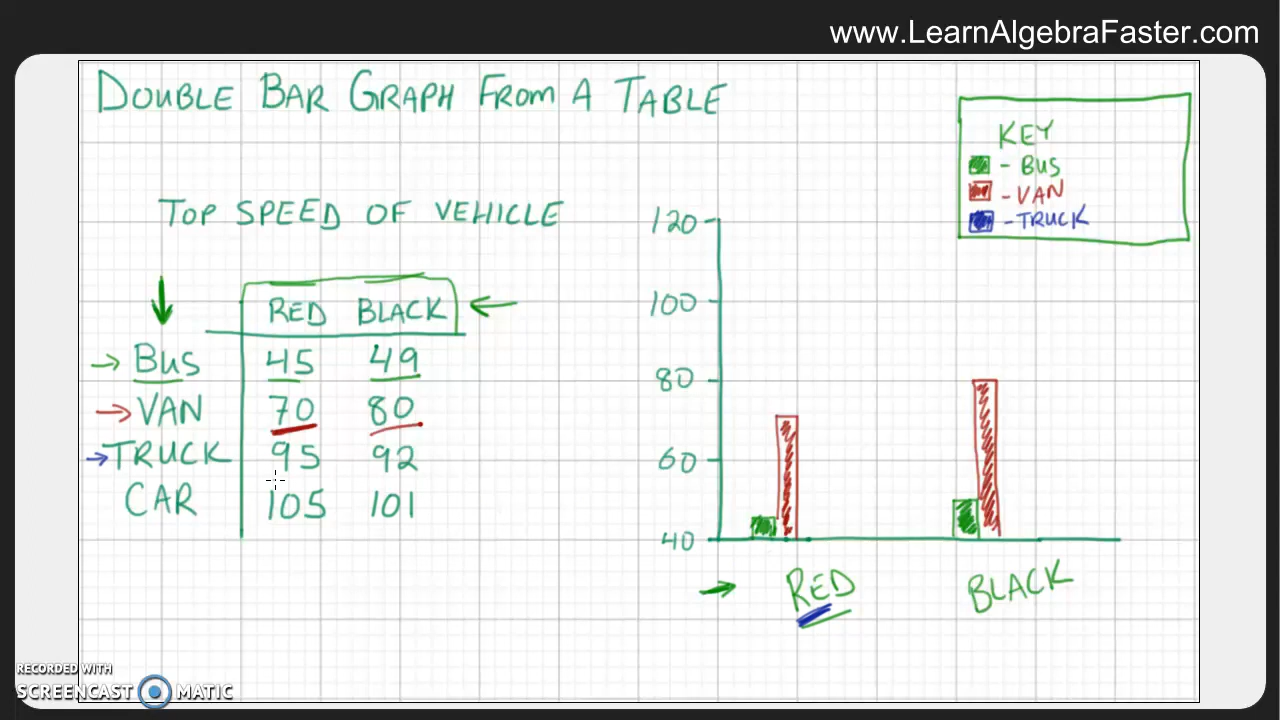 www.LearnAlgebraFaster.com
DOUBLE BAR GRAPH FROM A TABLE
TOP SPEED OF VEHICLE
RED BLACK
BUS 45 49
VAN 70 80
TRUCK 95 92
CAR 105 101
KEY
- BUS
- VAN
- TRUCK
120
100
80
60
40
RED BLACK
RECORDED WITH
SCREENCAST MATIC